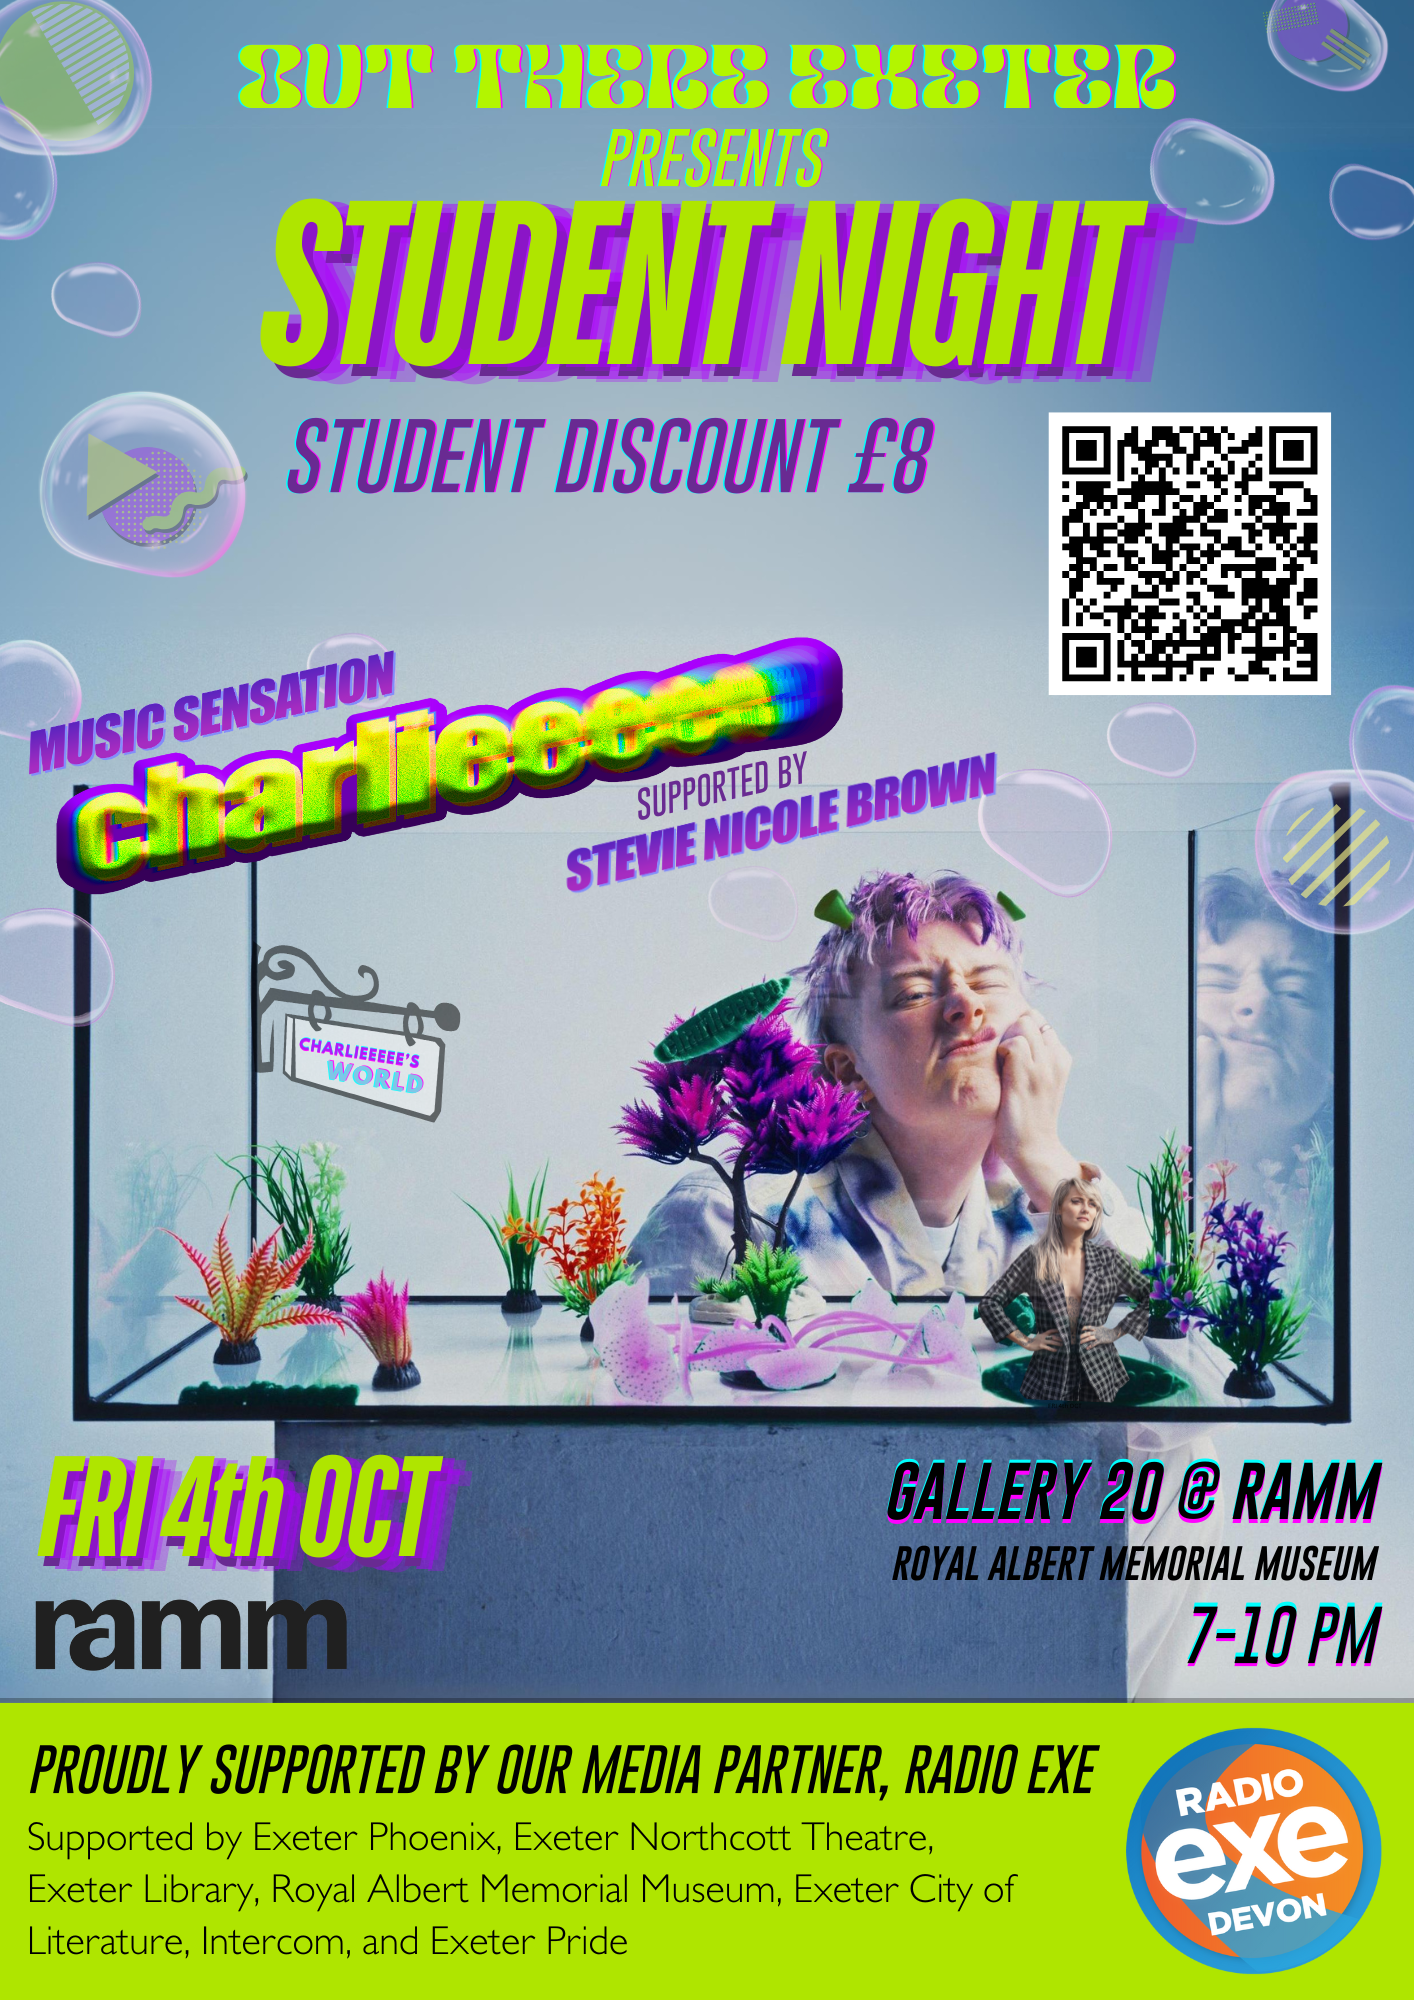 OUT THERE EXETER
PRESENTS
STUDENT NIGHT
STUDENT DISCOUNT £8
MUSIC SENSATION
charlieeeee
SUPPORTED BY
STEVIE NICOLE BROWN
charlieeeee
CHARLIEEEEE'S
WORLD
FRI 4th OCT
ramm
GALLERY 20 @ RAMM
ROYAL ALBERT MEMORIAL MUSEUM
7-10 PM
PROUDLY SUPPORTED BY OUR MEDIA PARTNER, RADIO EXE
Supported by Exeter Phoenix, Exeter Northcott Theatre,
Exeter Library, Royal Albert Memorial Museum, Exeter City of
Literature, Intercom, and Exeter Pride
RADIO
exe
DEVON